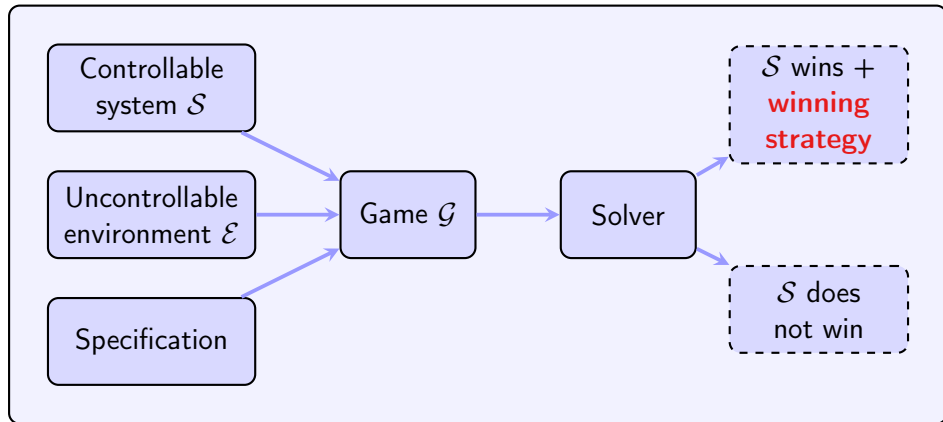 Controllable
system 𝒮
Uncontrollable
environment ℰ
Specification
Game 𝒢
Solver
𝒮 wins +
winning
strategy
𝒮 does
not win